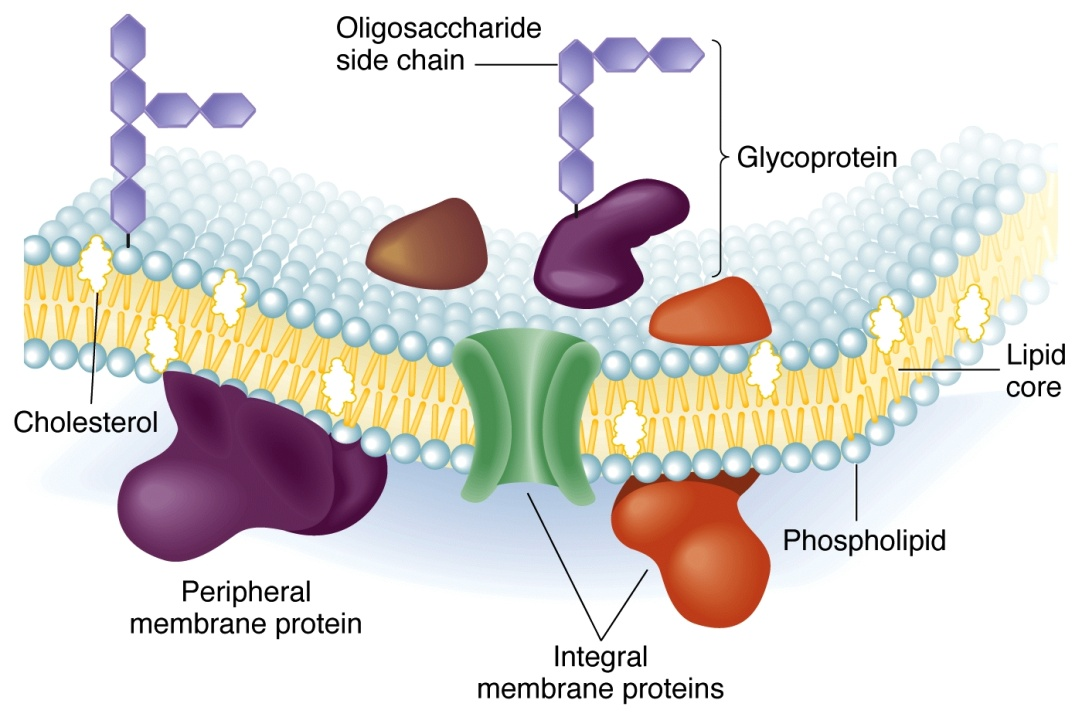 Oligosaccharide
side chain
Glycoprotein
Lipid
core
Cholesterol
Phospholipid
Peripheral
membrane protein
Integral
membrane proteins